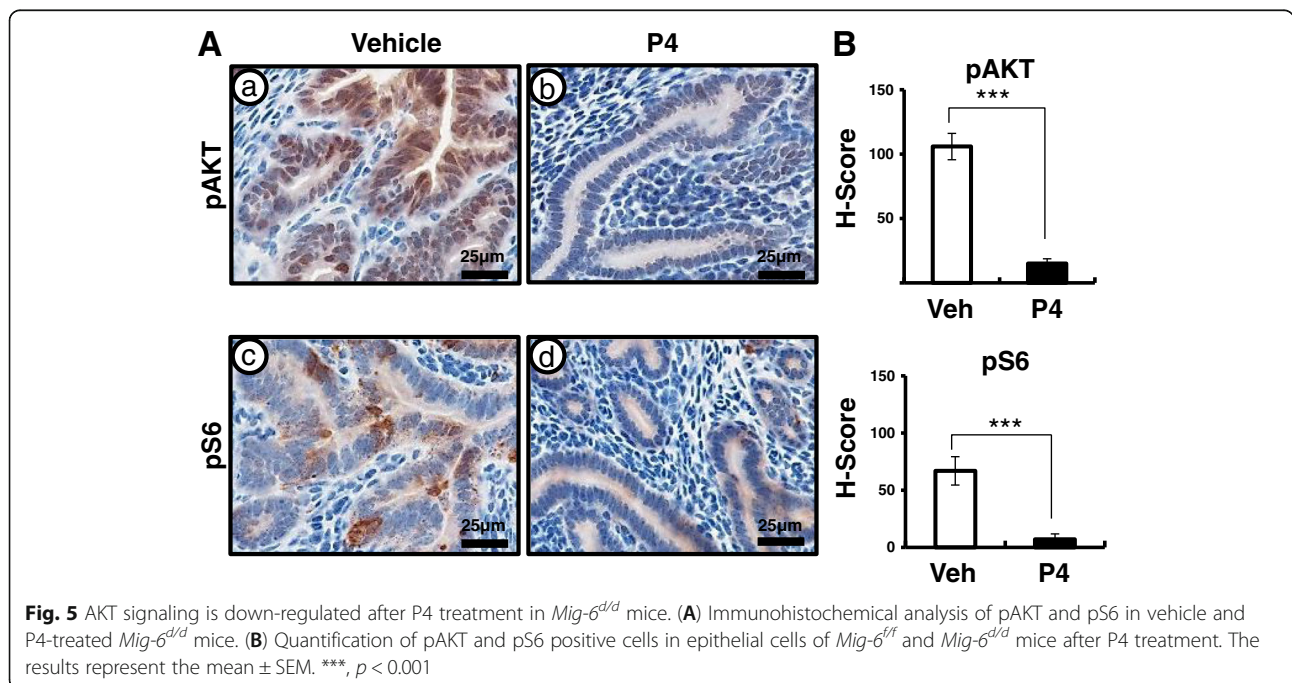 A
Vehicle
P4
B
pAKT
a
25µm
b
25µm
pAKT
150
100
50
H-Score
***
Veh
P4
pS6
c
25µm
d
25µm
pS6
150
100
50
0
H-Score
***
Veh
P4
Fig. 5 AKT signaling is down-regulated after P4 treatment in Mig-6d/d mice. (A) Immunohistochemical analysis of pAKT and pS6 in vehicle and
P4-treated Mig-6d/d mice. (B) Quantification of pAKT and pS6 positive cells in epithelial cells of Mig-6f/f and Mig-6d/d mice after P4 treatment. The
results represent the mean ± SEM. ***, p < 0.001